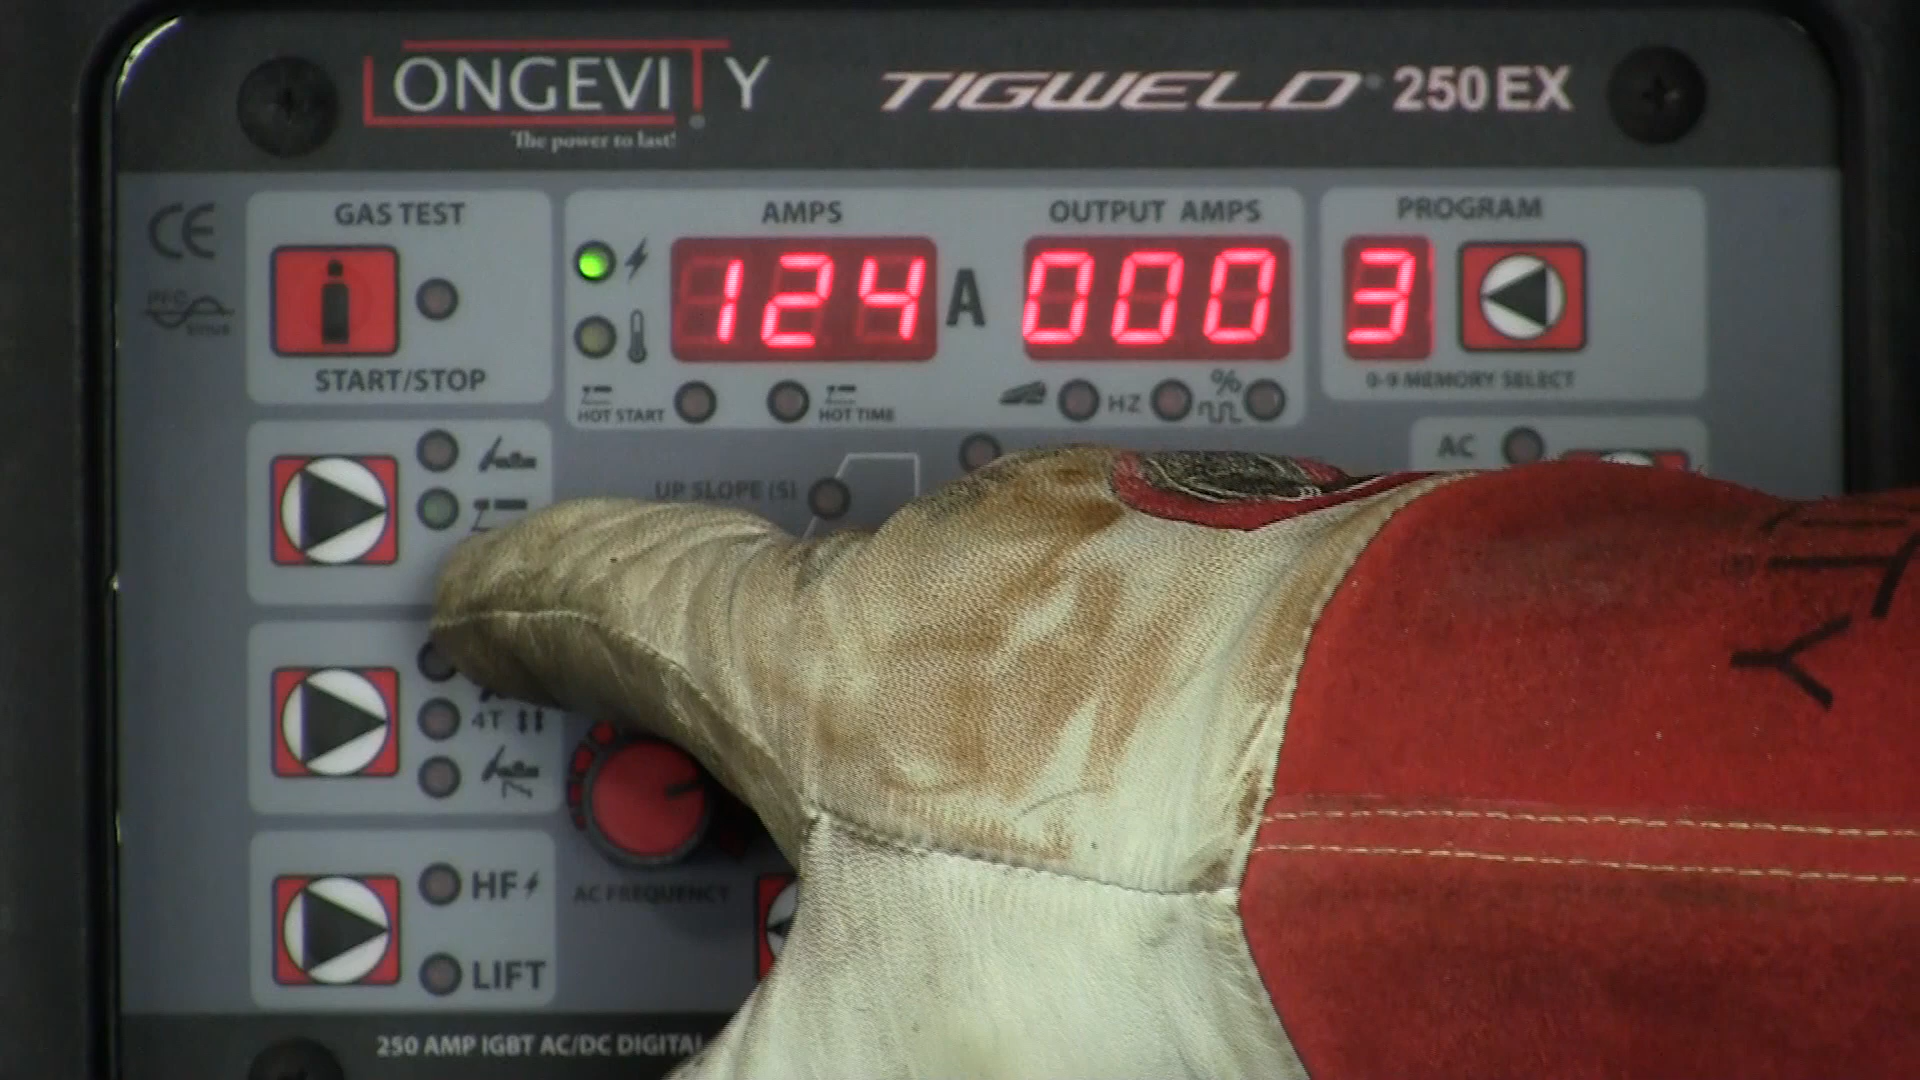 LONGEVITY
The power to last!
TIGWELD® 250EX
GAS TEST
START/STOP
AMPS
124 A
OUTPUT AMPS
000
PROGRAM
3
0-9 MEMORY SELECT
CE
PFC
HOT START
HOT TIME
HZ
%
UP SLOPE (S)
AC
4T
HF
LIFT
AC FREQUENCY
250 AMP IGBT AC/DC DIGITAL
TY